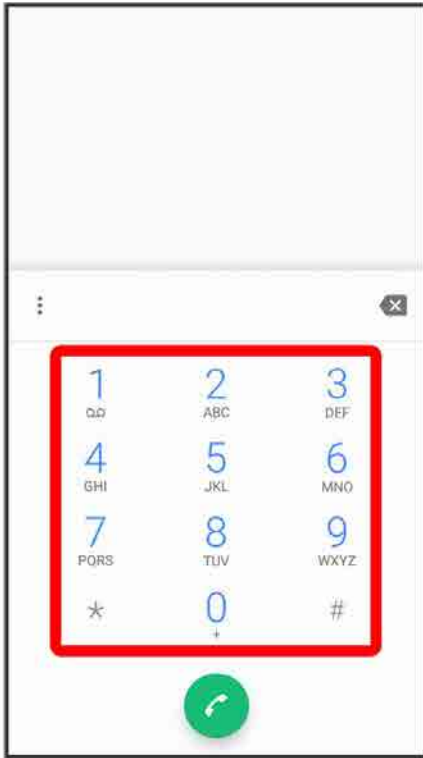 1 2 3
ABC DEF
4 5 6
GHI JKL MNO
7 8 9
PQRS TUV WXYZ
* 0 #
+